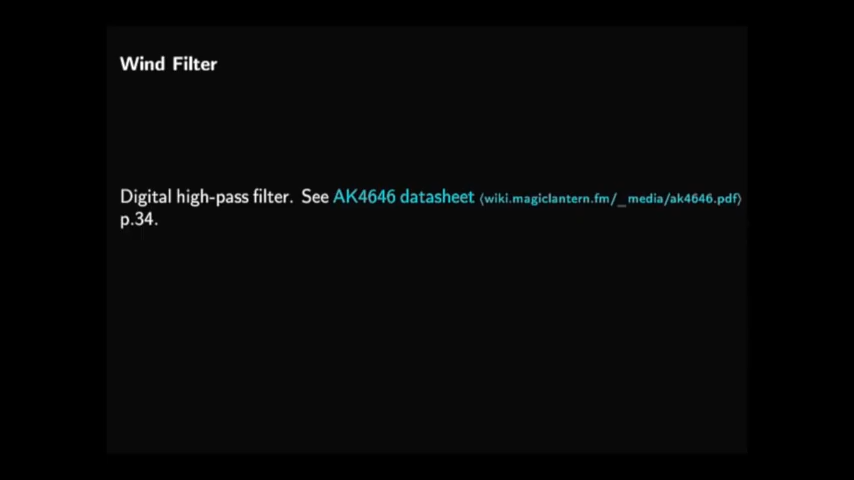 Wind Filter
Digital high-pass filter. See AK4646 datasheet (wiki.magiclantern.fm/_media/ak4646.pdf)
p.34.